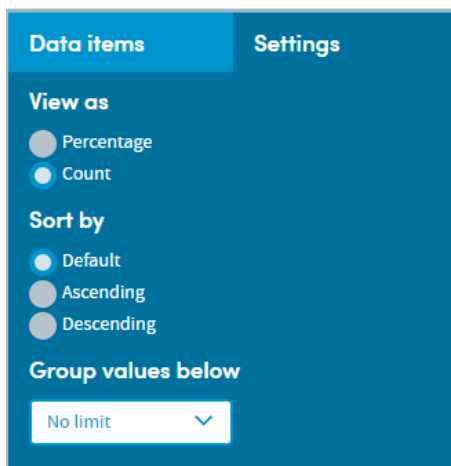 Data items Settings
View as
Percentage
Count
Sort by
Default
Ascending
Descending
Group values below
No limit